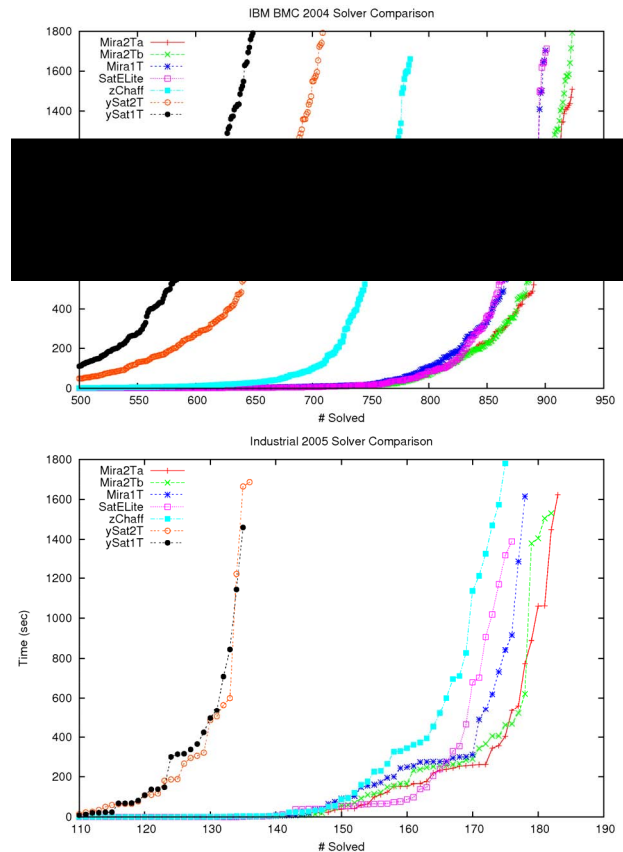 IBM BMC 2004 Solver Comparison
1800
1600
1400
400
200
0
Mira2Ta
Mira2Tb
Mira1T
SatELite
zChaff
ySat2T
ySat1T
500 550 600 650 700 750 800 850 900 950
# Solved
Industrial 2005 Solver Comparison
1800
1600
1400
1200
1000
800
600
400
200
0
Time (sec)
Mira2Ta
Mira2Tb
Mira1T
SatELite
zChaff
ySat2T
ySat1T
110 120 130 140 150 160 170 180 190
# Solved